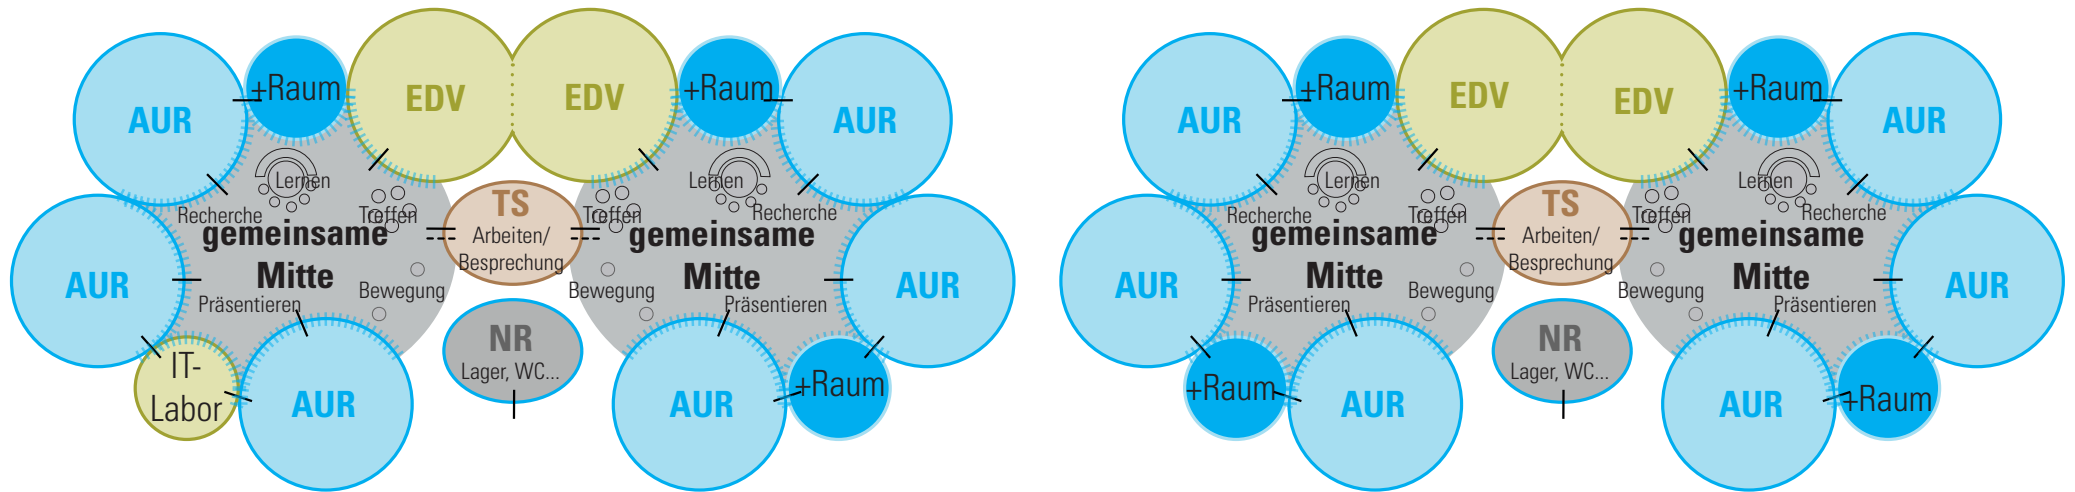 AUR
+Raum
EDV
EDV
+Raum
AUR
Lernen
Recherche
Treffen
gemeinsame
Mitte
Präsentieren
Bewegung
AUR
IT-
Labor
AUR
TS
Arbeiten/
Besprechung
NR
Lager, WC...
Lernen
Treffen
Recherche
gemeinsame
Mitte
Bewegung
Präsentieren
AUR
AUR
+Raum
AUR
+Raum
EDV
EDV
+Raum
AUR
Lernen
Recherche
Treffen
gemeinsame
Mitte
Präsentieren
Bewegung
AUR
+Raum
AUR
TS
Arbeiten/
Besprechung
NR
Lager, WC...
Lernen
Treffen
Recherche
gemeinsame
Mitte
Bewegung
Präsentieren
AUR
AUR
+Raum